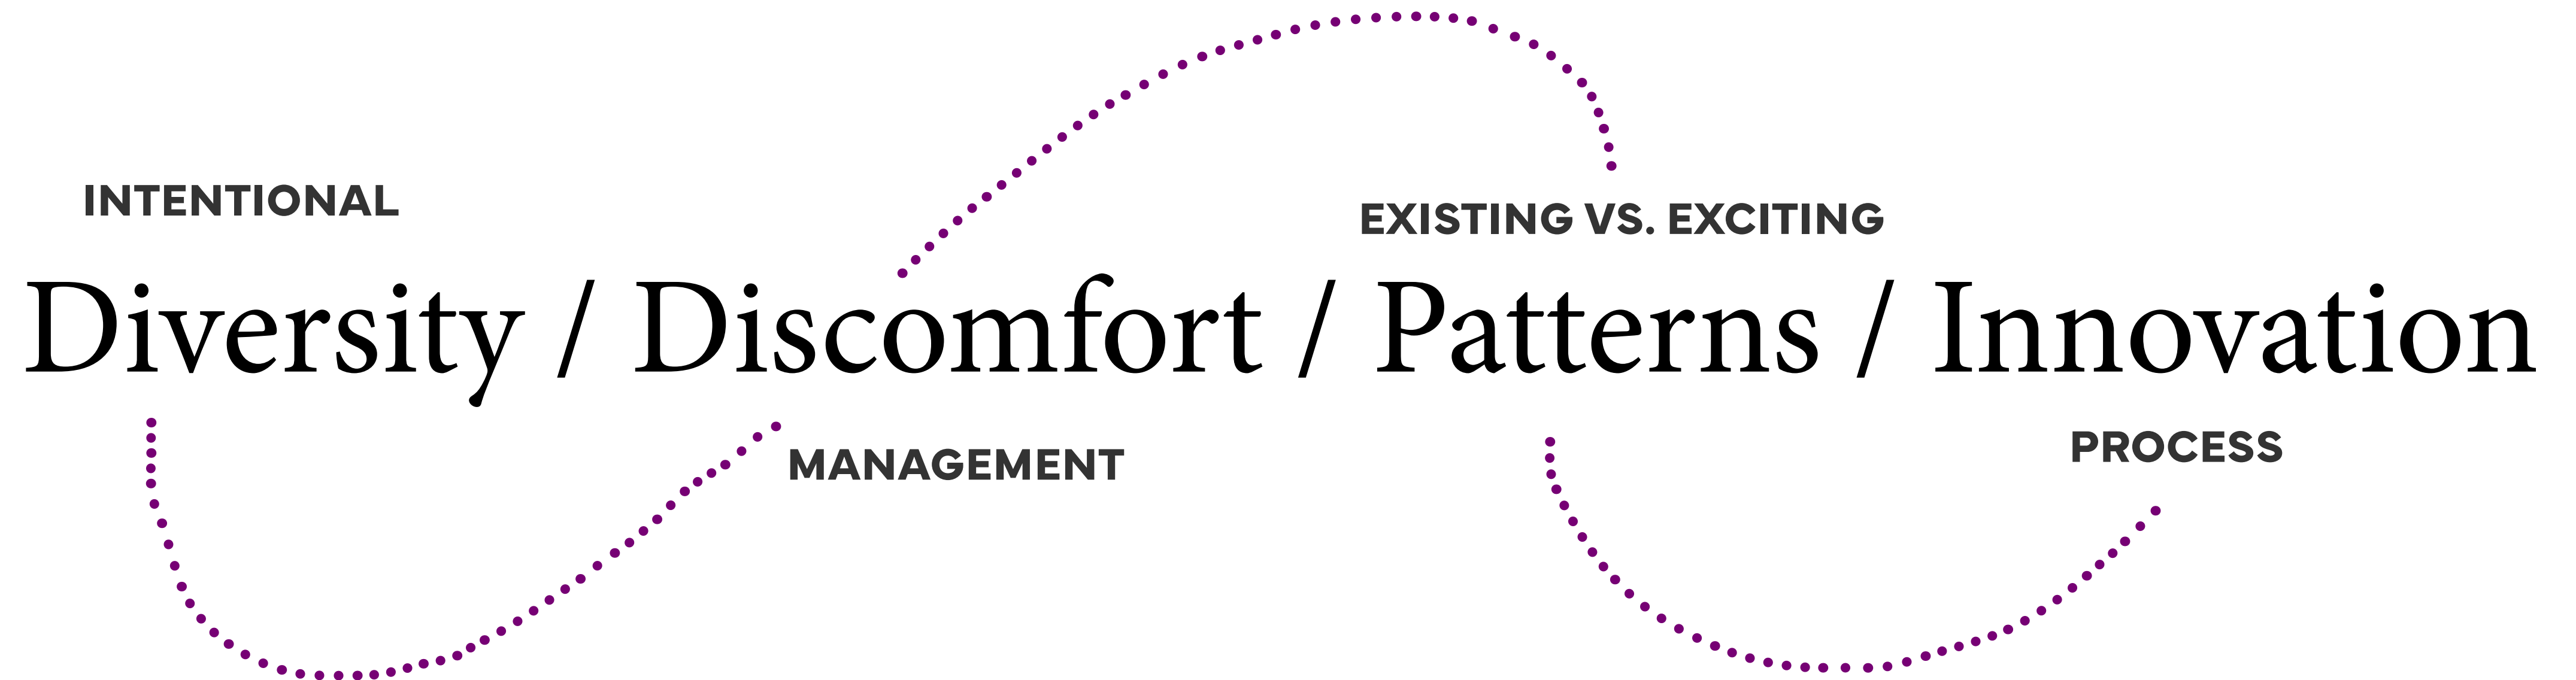 INTENTIONAL
EXISTING VS. EXCITING
Diversity / Discomfort / Patterns / Innovation
MANAGEMENT
PROCESS